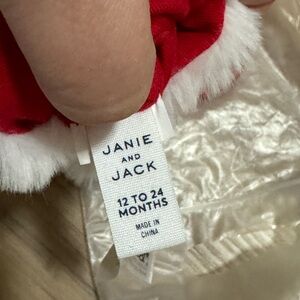 JANIE
AND
JACK
12 TO 24
MONTHS
MADE IN
CHINA